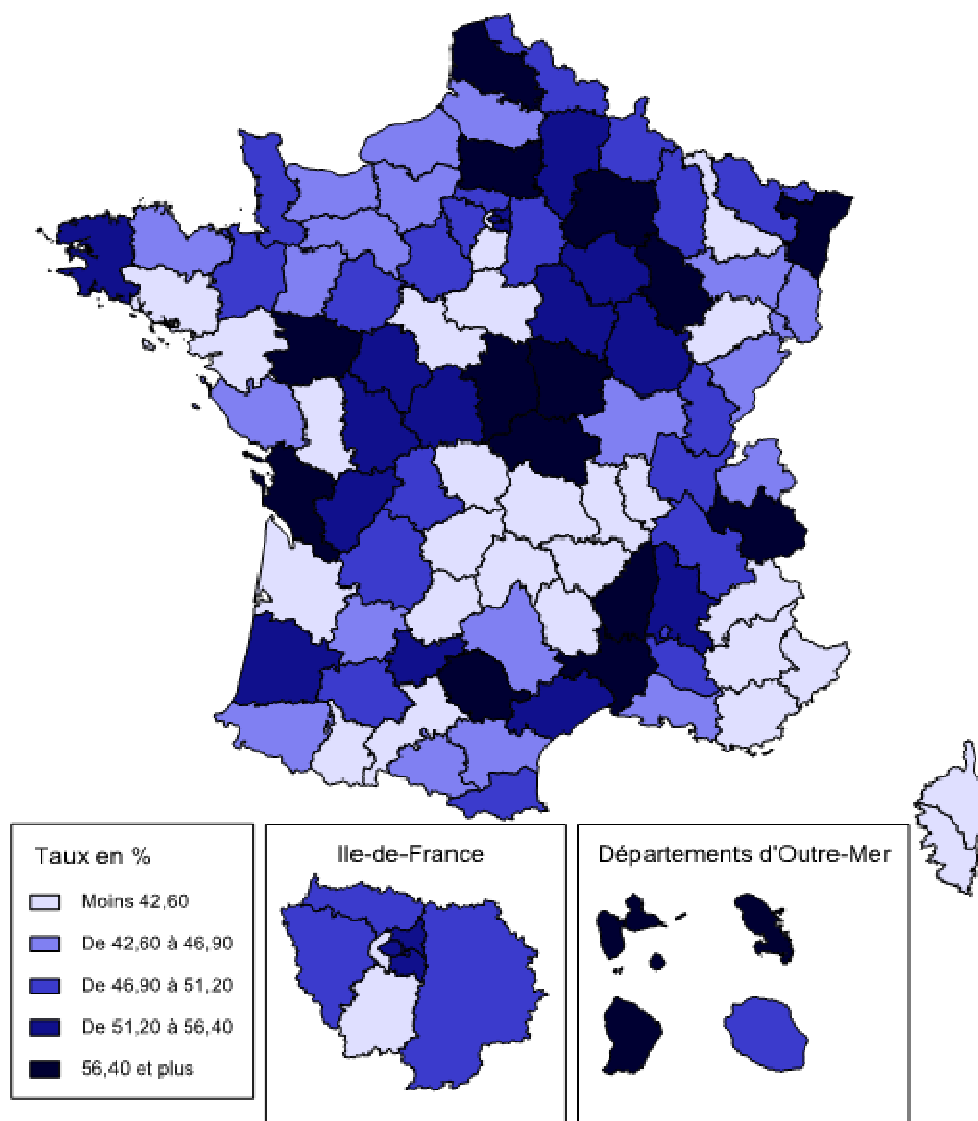 Taux en %
Moins 42,60
De 42,60 à 46,90
De 46,90 à 51,20
De 51,20 à 56,40
56,40 et plus
Ile-de-France
Départements d'Outre-Mer